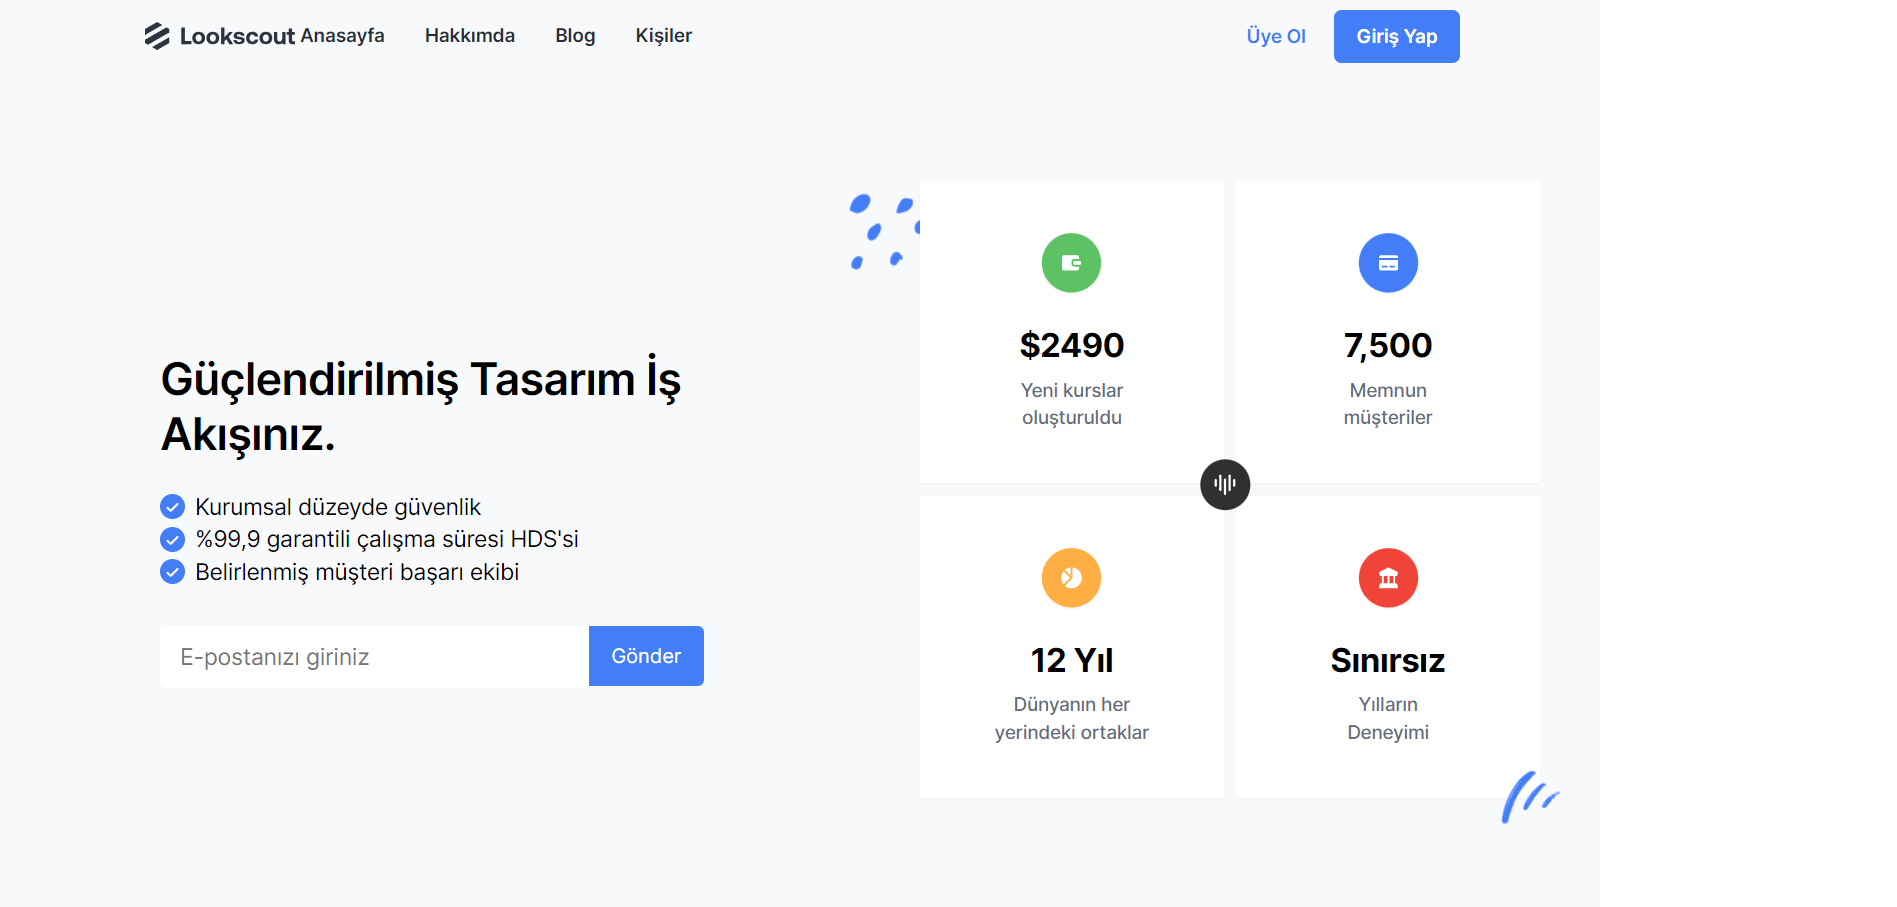 Lookscout Anasayfa Hakkımda Blog Kişiler Üye Ol Giriş Yap
Güçlendirilmiş Tasarım İş
Akışınız.
Kurumsal düzeyde güvenlik
%99,9 garantili çalışma süresi HDS'si
Belirlenmiş müşteri başarı ekibi
E-postanızı giriniz Gönder
$2490
Yeni kurslar
oluşturuldu
7,500
Memnun
müşteriler
12 Yıl
Dünyanın her
yerindeki ortaklar
Sınırsız
Yılların
Deneyimi